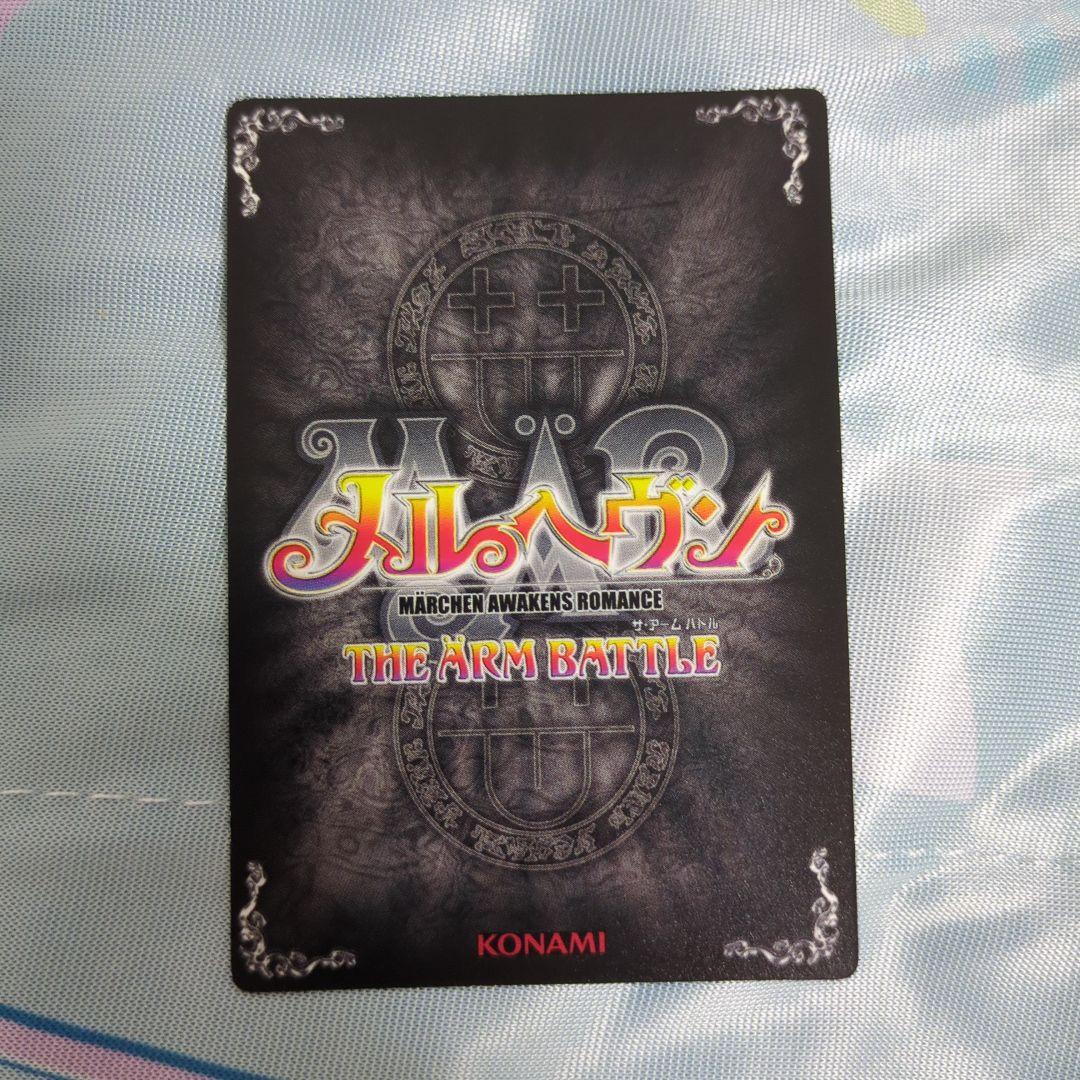 MÄR
メルヘヴン
MÄRCHEN AWAKENS ROMANCE
ザ・アーム バトル
THE ÄRM BATTLE
KONAMI